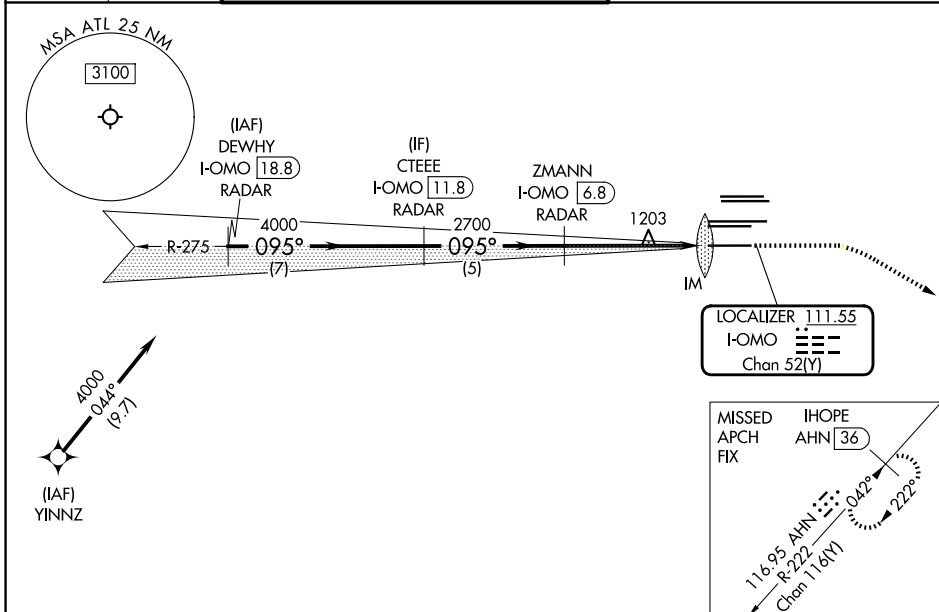 MSA ATL 25 NM
3100
(IAF)
DEWHY
I-OMO 18.8
RADAR
(IF)
CTEEE
I-OMO 11.8
RADAR
ZMANN
I-OMO 6.8
RADAR
R-275
4000
095°
(7)
2700
095°
(5)
1203
IM
LOCALIZER 111.55
I-OMO
Chan 52(Y)
4000
044°
(9.7)
(IAF)
YINNZ
MISSED
APCH
FIX
IHOPE
AHN 36
042°
222°
116.95 AHN
R-222
Chan 116(Y)